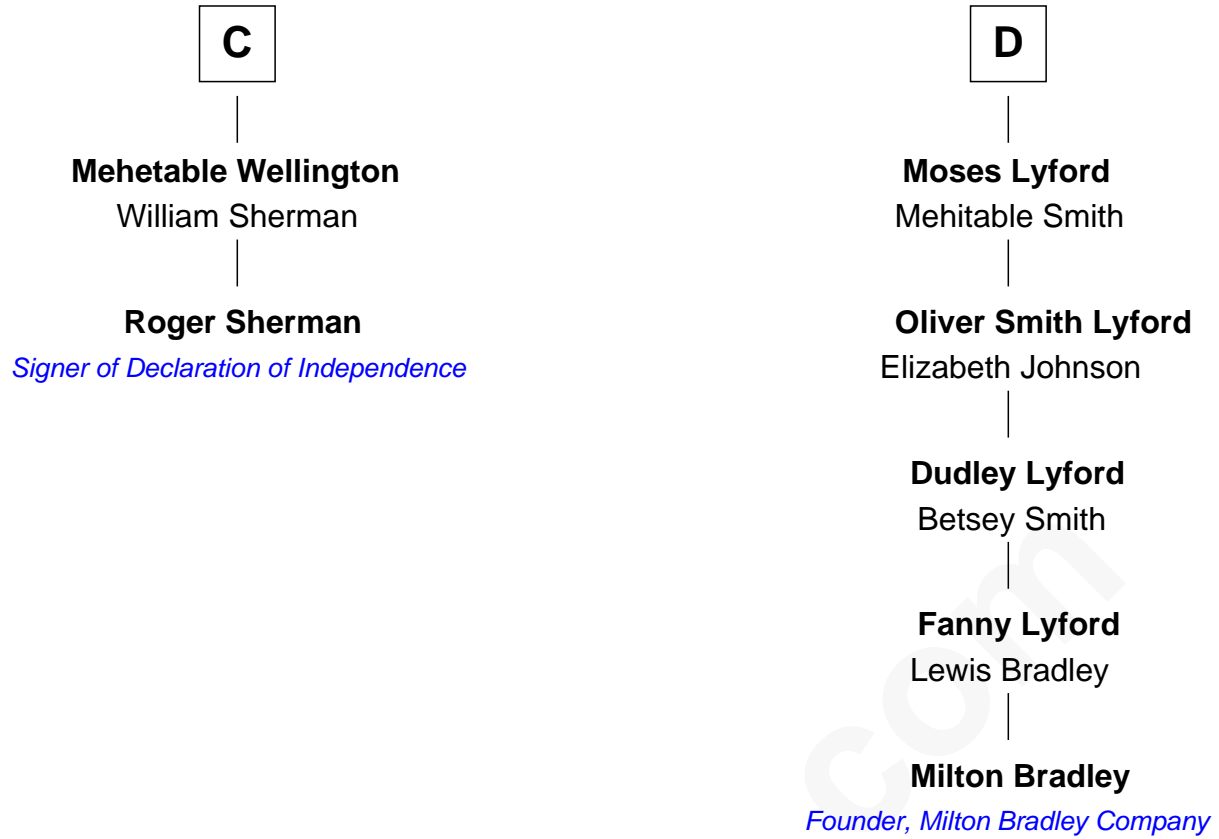 C
Mehetable Wellington
William Sherman
Roger Sherman
Signer of Declaration of Independence
D
Moses Lyford
Mehitable Smith
Oliver Smith Lyford
Elizabeth Johnson
Dudley Lyford
Betsey Smith
Fanny Lyford
Lewis Bradley
Milton Bradley
Founder, Milton Bradley Company
com